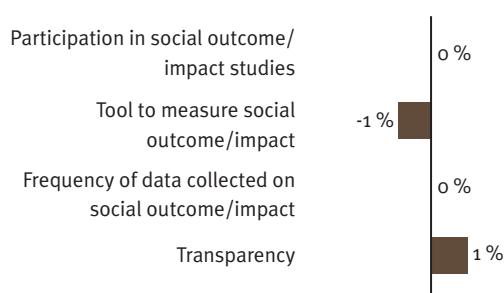 Participation in social outcome/
impact studies
0 %
Tool to measure social
outcome/impact
-1 %
Frequency of data collected on
social outcome/impact
0 %
Transparency
1 %